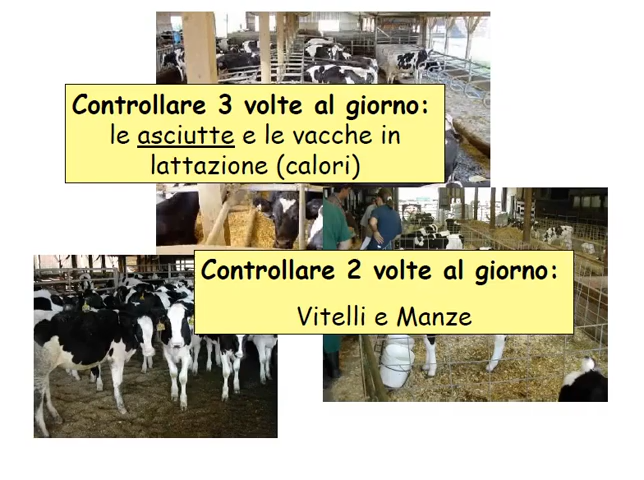 Controllare 3 volte al giorno:
le asciutte e le vacche in
lattazione (calori)
Controllare 2 volte al giorno:
Vitelli e Manze